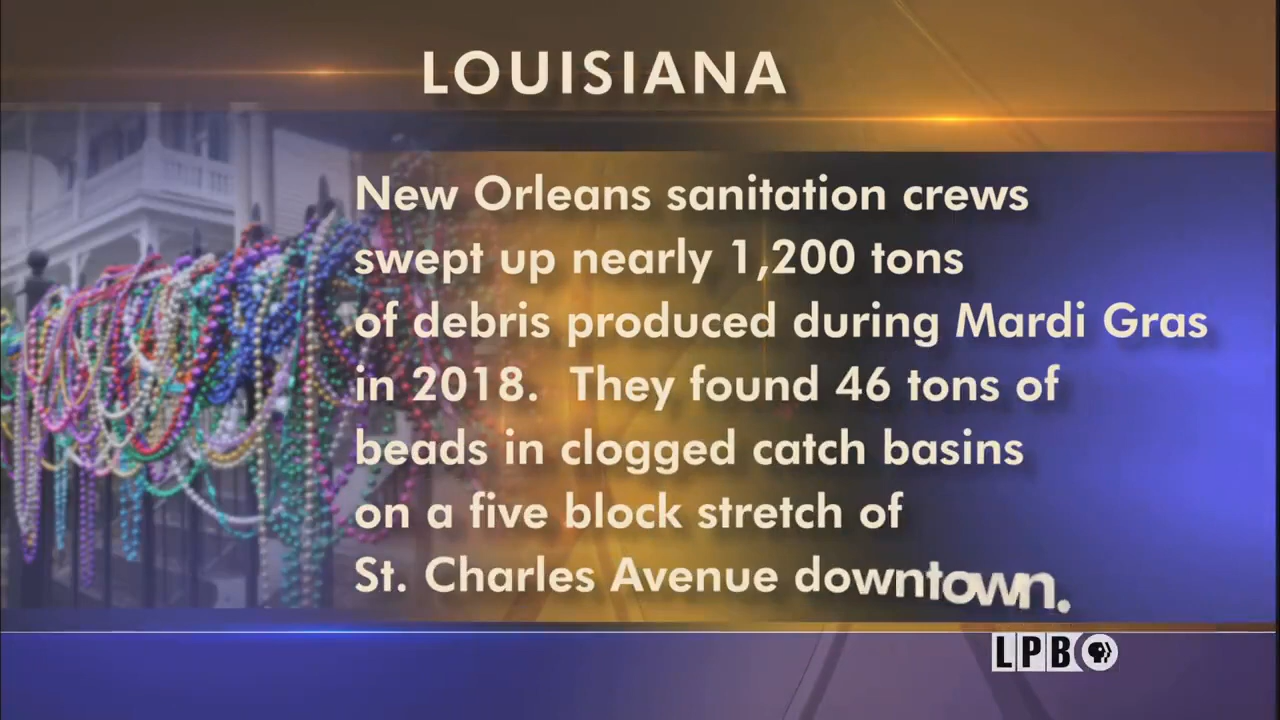 LOUISIANA
New Orleans sanitation crews
swept up nearly 1,200 tons
of debris produced during Mardi Gras
in 2018. They found 46 tons of
beads in clogged catch basins
on a five block stretch of
St. Charles Avenue downtown.
LPB